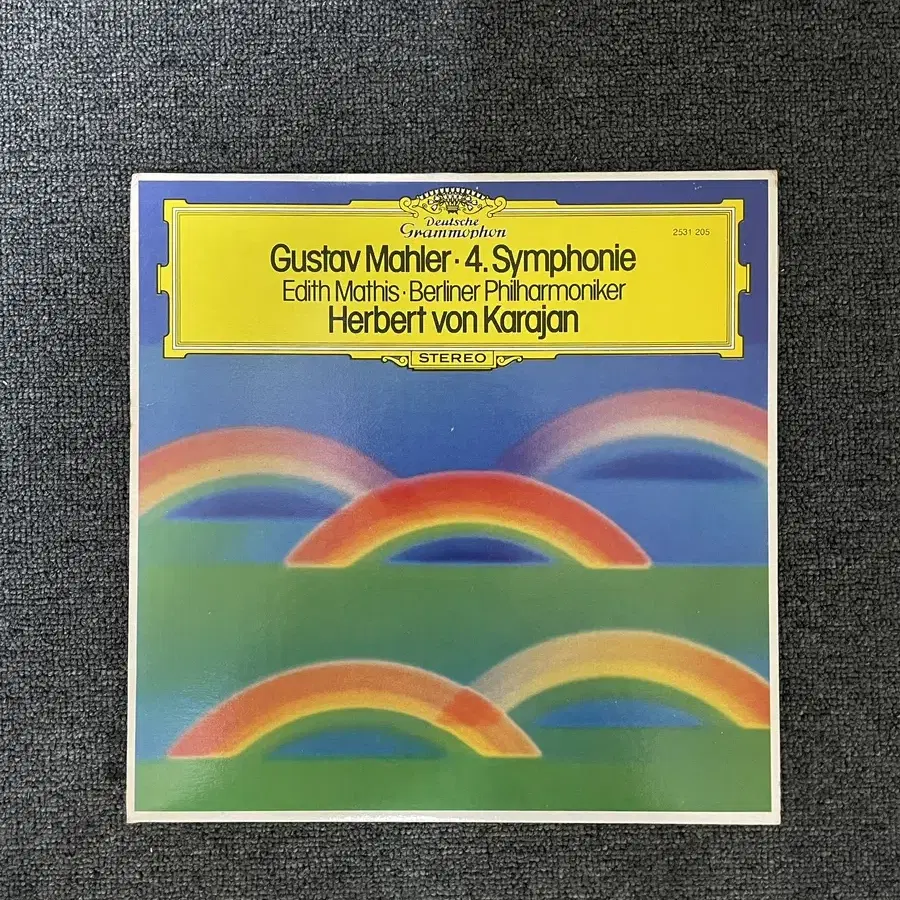 Deutsche
Grammophon
2531 205
Gustav Mahler · 4. Symphonie
Edith Mathis · Berliner Philharmoniker
Herbert von Karajan
STEREO